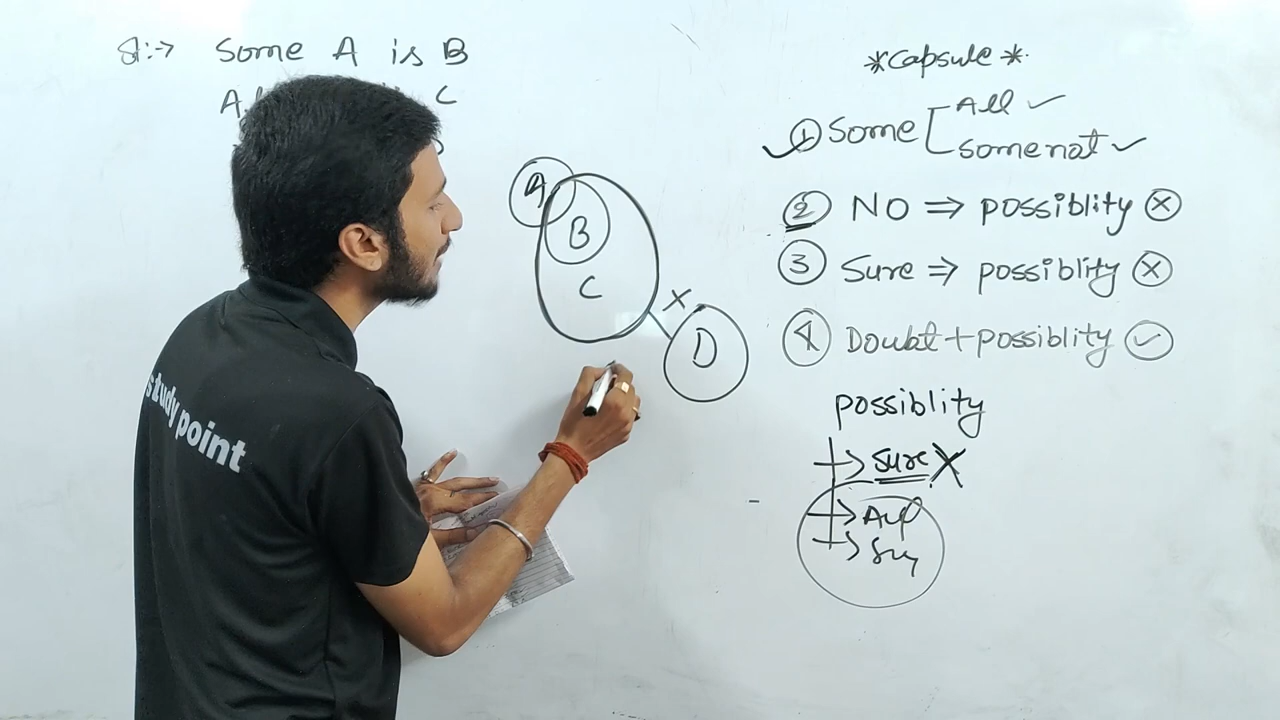 Some A is B
C
A
B
C
X
D
*Capsule*
① Some [ All ✓
some not ✓
② NO ⇒ possiblity ⓧ
③ Sure ⇒ possiblity ⓧ
④ Doubt + possiblity ✓
possiblity
→ Sure X
→ All
study point